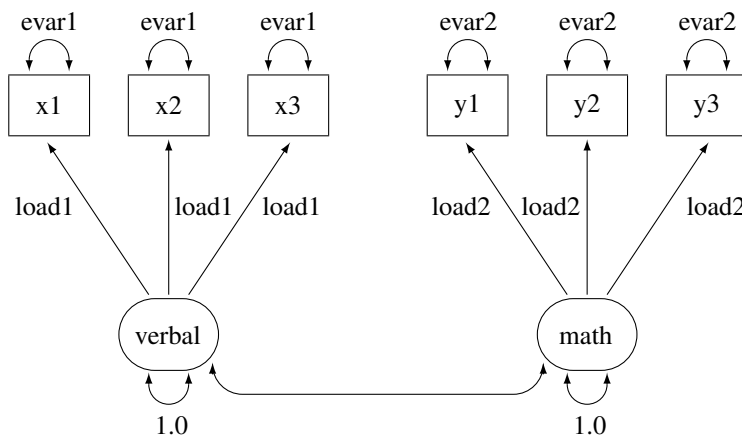 evar1 evar1 evar1 evar2 evar2 evar2
x1 x2 x3 y1 y2 y3
load1 load1 load1 load2 load2 load2
verbal math
1.0 1.0